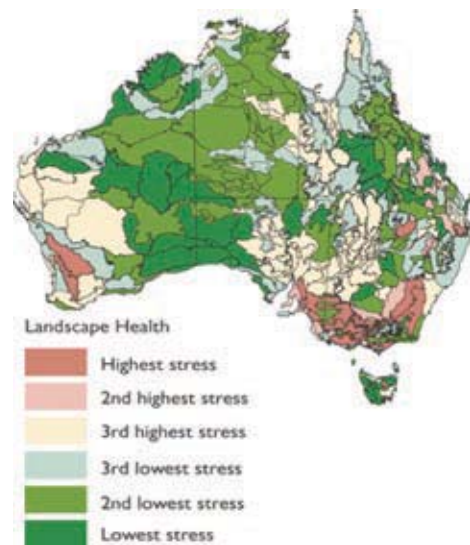 Landscape Health
Highest stress
2nd highest stress
3rd highest stress
3rd lowest stress
2nd lowest stress
Lowest stress